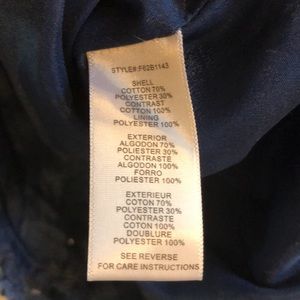 STYLE#:F62B1143
SHELL
COTTON 70%
POLYESTER 30%
CONTRAST
COTTON 100%
LINING
POLYESTER 100%
EXTERIOR
ALGODON 70%
POLIESTER 30%
CONTRASTE
ALGODON 100%
FORRO
POLIESTER 100%
EXTERIEUR
COTON 70%
POLYESTER 30%
CONTRASTE
COTON 100%
DOUBLURE
POLYESTER 100%
SEE REVERSE
FOR CARE INSTRUCTIONS